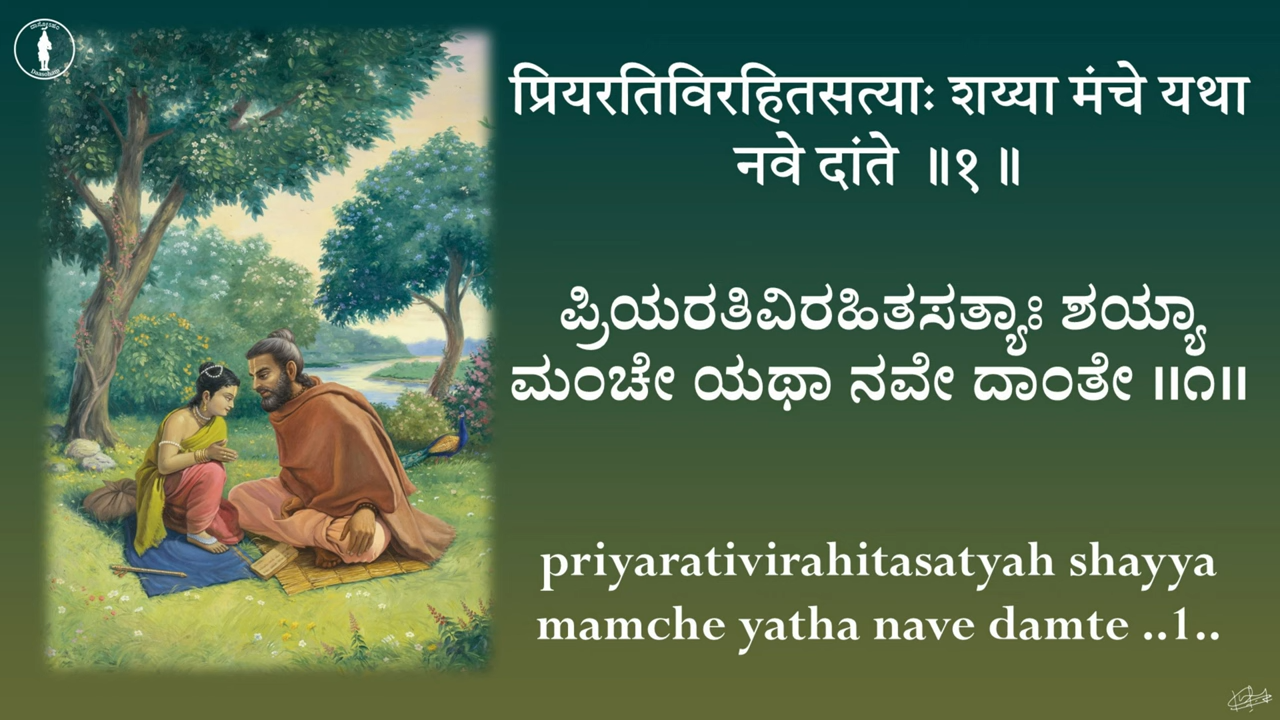 ದಾಸೋಹಂ
Daasoham
प्रियरतिविरहितसत्याः शय्या मंचे यथा
नवे दांते ॥१॥
ಪ್ರಿಯರತಿವಿರಹಿತಸತ್ಯಾಃ ಶಯ್ಯಾ
ಮಂಚೇ ಯಥಾ ನವೇ ದಾಂತೇ ॥೧॥
priyarativirahitasatyah shayya
mamche yatha nave damte ..1..